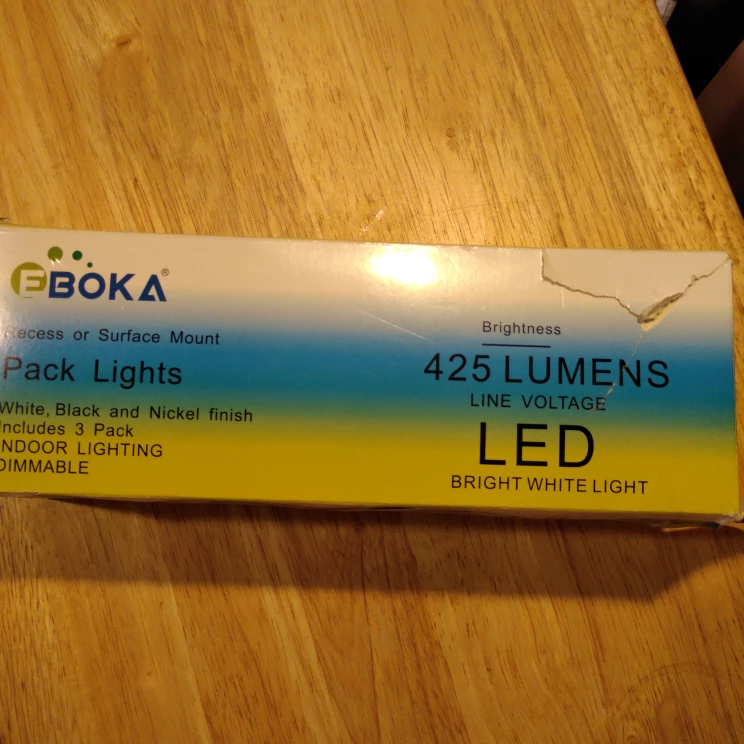 EBOKA®
Recess or Surface Mount
Pack Lights
White, Black and Nickel finish
Includes 3 Pack
INDOOR LIGHTING
DIMMABLE
Brightness
425 LUMENS
LINE VOLTAGE
LED
BRIGHT WHITE LIGHT